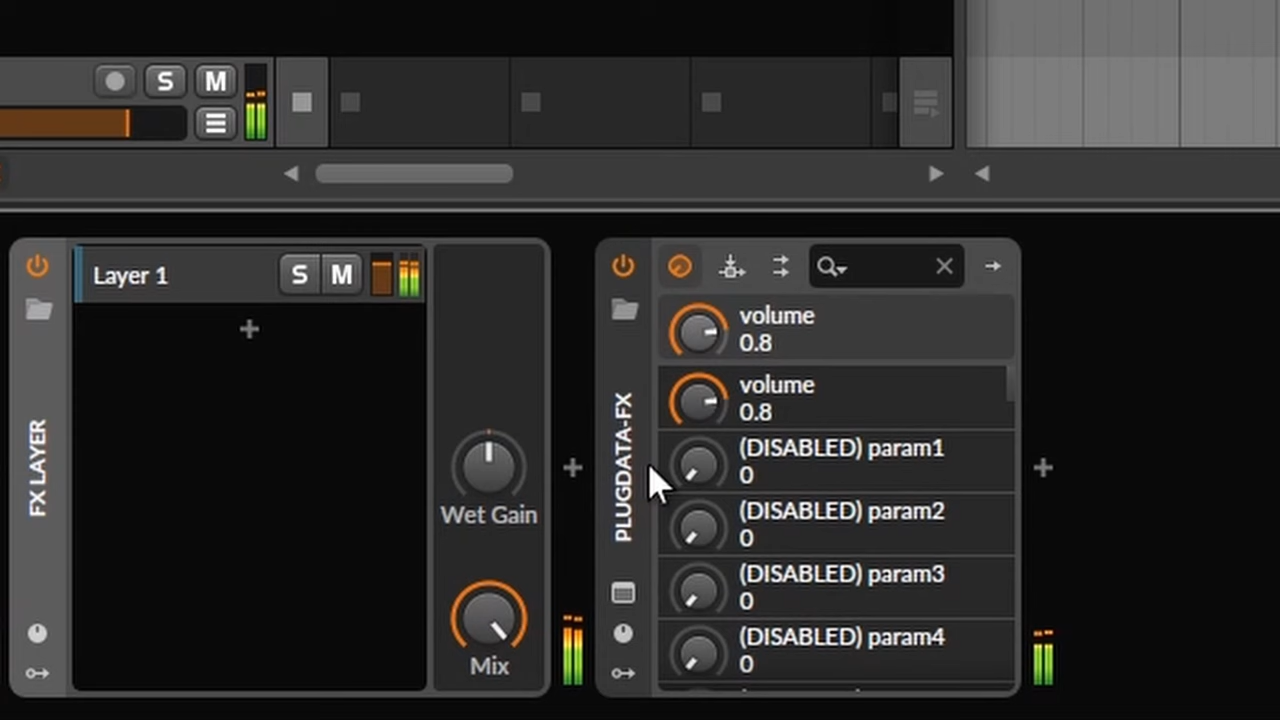 S M
Layer 1 S M
FX LAYER
Wet Gain
Mix
PLUGDATA-FX
volume
0.8
volume
0.8
(DISABLED) param1
0
(DISABLED) param2
0
(DISABLED) param3
0
(DISABLED) param4
0